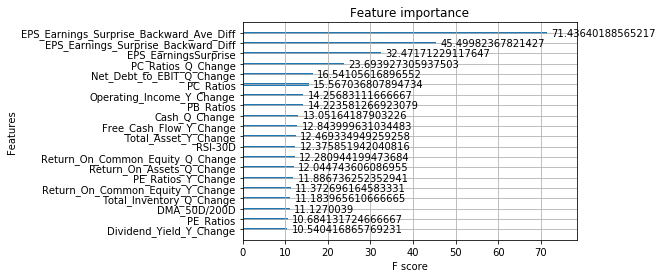 Feature importance
EPS_Earnings_Surprise_Backward_Ave_Diff 71.43640188565217
EPS_Earnings_Surprise_Backward_Diff 45.49982367821427
EPS_EarningsSurprise 32.47171229117647
PC_Ratios_Q_Change 23.693927305937503
Net_Debt_to_EBIT_Q_Change 16.54105616896552
PC_Ratios 15.567036807894734
Operating_Income_Y_Change 14.25683111666667
PB_Ratios 14.223581266923079
Cash_Q_Change 13.05164187903226
Free_Cash_Flow_Y_Change 12.843999631034483
Total_Asset_Y_Change 12.469334949259258
RSI-30D 12.375851942040816
Return_On_Common_Equity_Q_Change 12.280944199473684
Return_On_Assets_Q_Change 12.044743606086955
PE_Ratios_Y_Change 11.886736252352941
Return_On_Common_Equity_Y_Change 11.372696164583331
Total_Inventory_Q_Change 11.183965610666665
DMA_50D/200D 11.1270039
PE_Ratios 10.684131724666667
Dividend_Yield_Y_Change 10.540416865769231
0 10 20 30 40 50 60 70
F score
Features